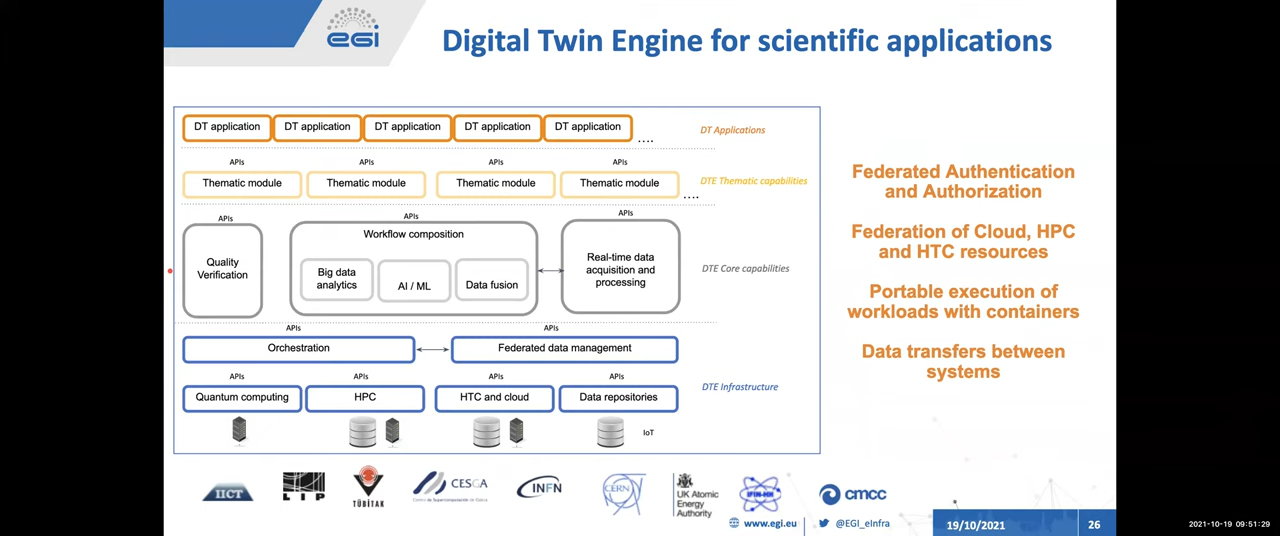 egi
Digital Twin Engine for scientific applications
DT application
DT application
DT application
DT application
DT application
....
DT Applications
APIs
APIs
APIs
APIs
Thematic module
Thematic module
Thematic module
Thematic module
....
DTE Thematic capabilities
APIs
APIs
APIs
Quality
Verification
Workflow composition
Big data
analytics
AI / ML
Data fusion
Real-time data
acquisition and
processing
DTE Core capabilities
APIs
APIs
Orchestration
Federated data management
APIs
APIs
APIs
APIs
Quantum computing
HPC
HTC and cloud
Data repositories
DTE Infrastructure
IoT
Federated Authentication
and Authorization
Federation of Cloud, HPC
and HTC resources
Portable execution of
workloads with containers
Data transfers between
systems
IICT
LIP
TÜBİTAK
CESGA
INFN
CERN
UK Atomic
Energy
Authority
IFIN-HH
cmcc
www.egi.eu
@EGI_eInfra
19/10/2021
26
2021-10-19 09:51:29